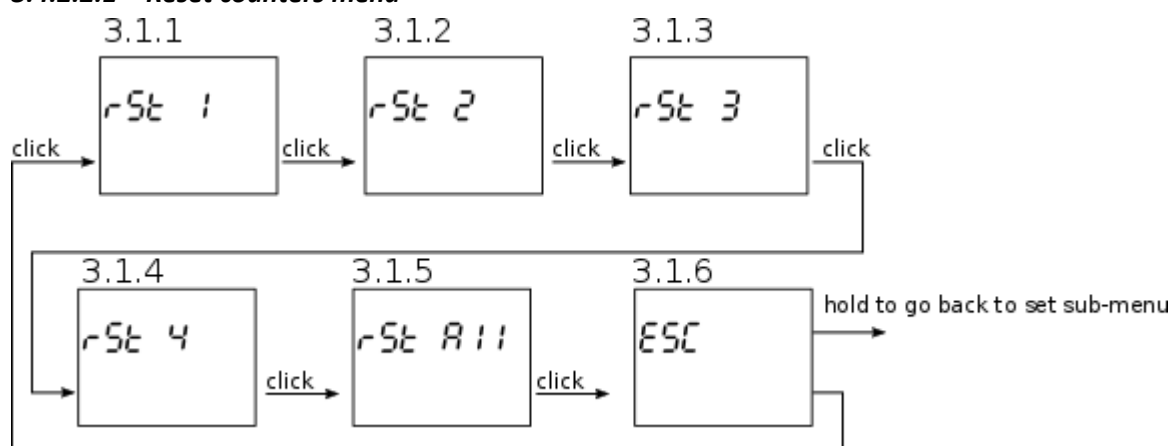 3.1.1 3.1.2 3.1.3
rSt 1 rSt 2 rSt 3
click click click click
3.1.4 3.1.5 3.1.6
hold to go back to set sub-menu
rSt 4 rSt All ESC
click click